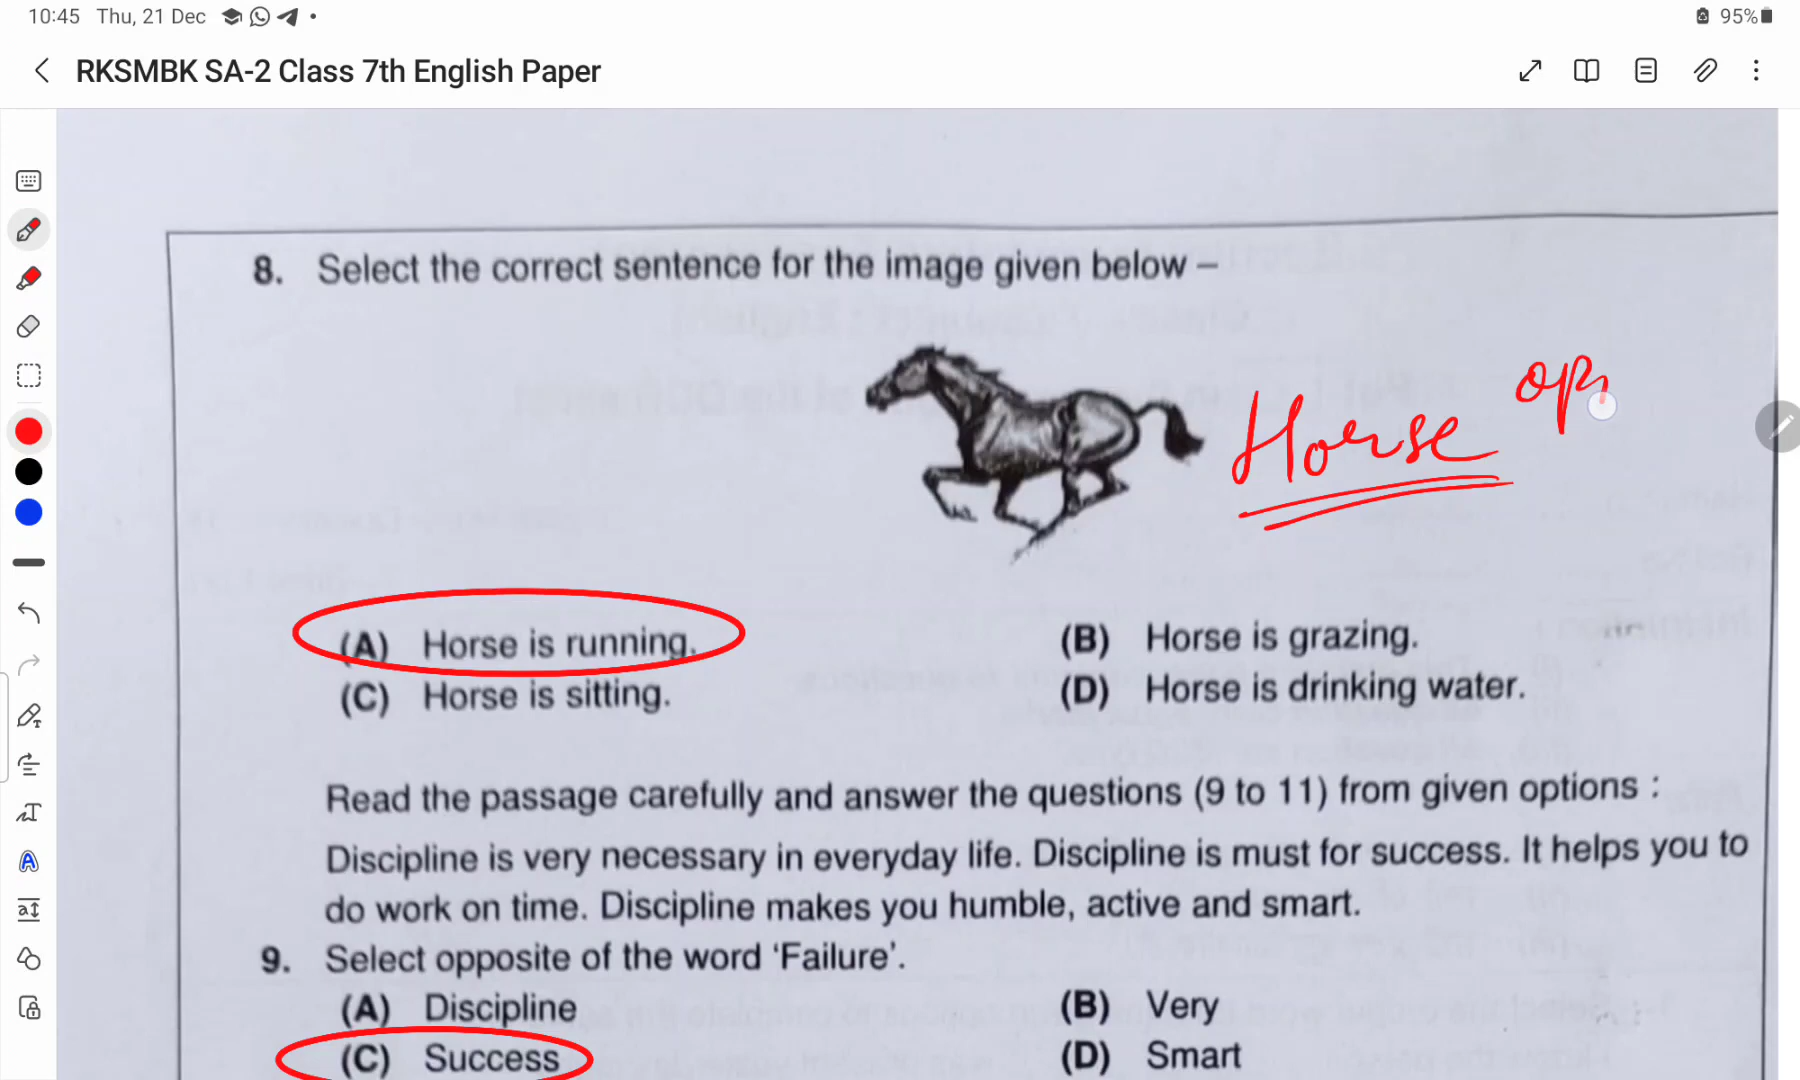 10:45 Thu, 21 Dec
95%
RKSMBK SA-2 Class 7th English Paper
8. Select the correct sentence for the image given below –
Horse
(A) Horse is running.
(B) Horse is grazing.
(C) Horse is sitting.
(D) Horse is drinking water.
Read the passage carefully and answer the questions (9 to 11) from given options :
Discipline is very necessary in everyday life. Discipline is must for success. It helps you to
do work on time. Discipline makes you humble, active and smart.
9. Select opposite of the word ‘Failure’.
(A) Discipline
(B) Very
(C) Success
(D) Smart